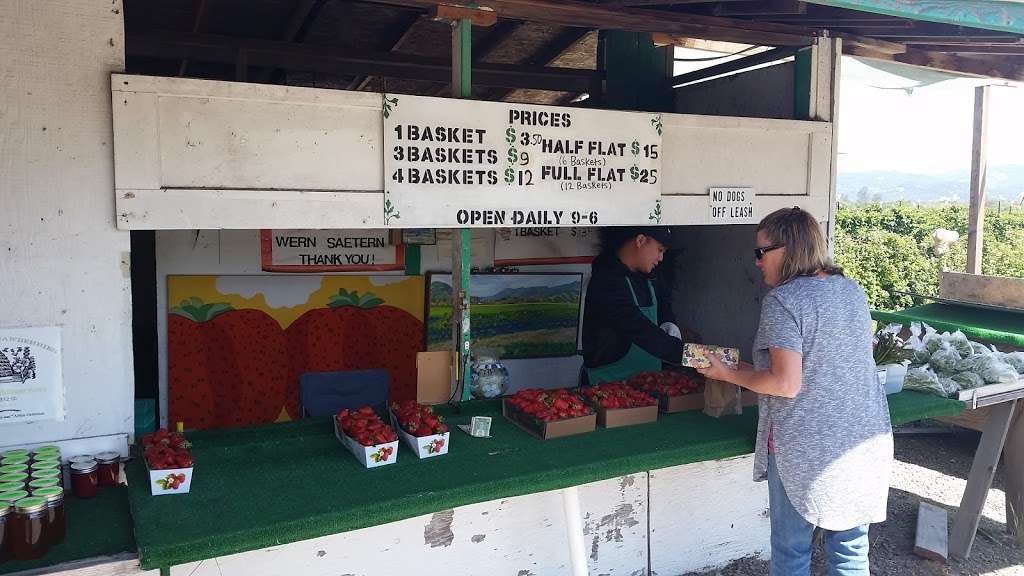 PRICES
1 BASKET $3.50
3 BASKETS $9
4 BASKETS $12
HALF FLAT $15
(6 Baskets)
FULL FLAT $25
(12 Baskets)
OPEN DAILY 9-6
NO DOGS
OFF LEASH
WERN SAETERN
THANK YOU!
1 BASKET